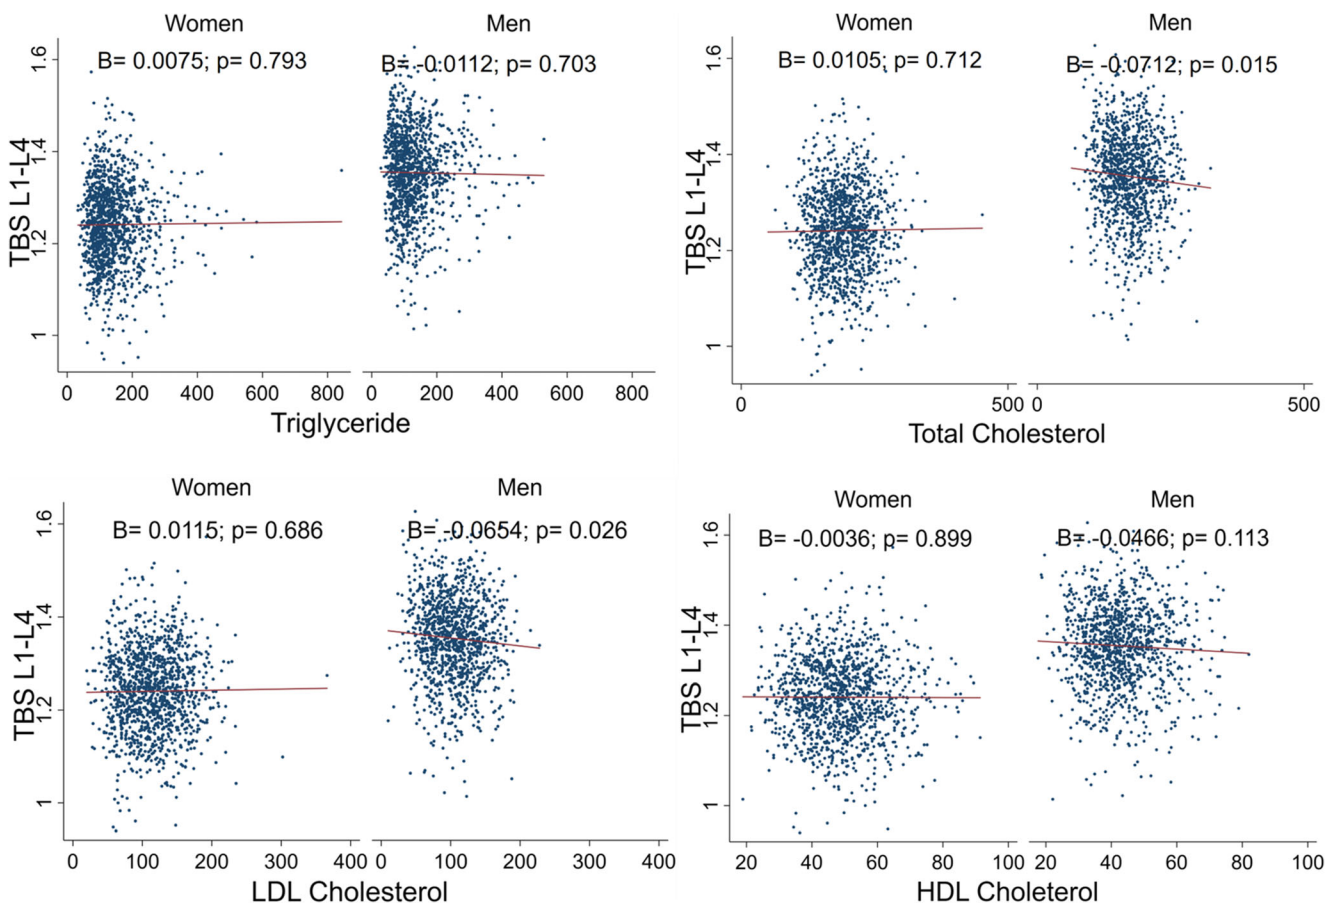 Women Men
B= 0.0075; p= 0.793 B= -0.0112; p= 0.703
TBS L1-L4
1.6
1.4
1.2
1
0 200 400 600 800 0 200 400 600 800
Triglyceride
Women Men
B= 0.0105; p= 0.712 B= -0.0712; p= 0.015
TBS L1-L4
1.6
1.4
1.2
1
0 500 0 500
Total Cholesterol
Women Men
B= 0.0115; p= 0.686 B= -0.0654; p= 0.026
TBS L1-L4
1.6
1.4
1.2
1
0 100 200 300 400 0 100 200 300 400
LDL Cholesterol
Women Men
B= -0.0036; p= 0.899 B= -0.0466; p= 0.113
TBS L1-L4
1.6
1.4
1.2
1
20 40 60 80 100 20 40 60 80 100
HDL Choleterol